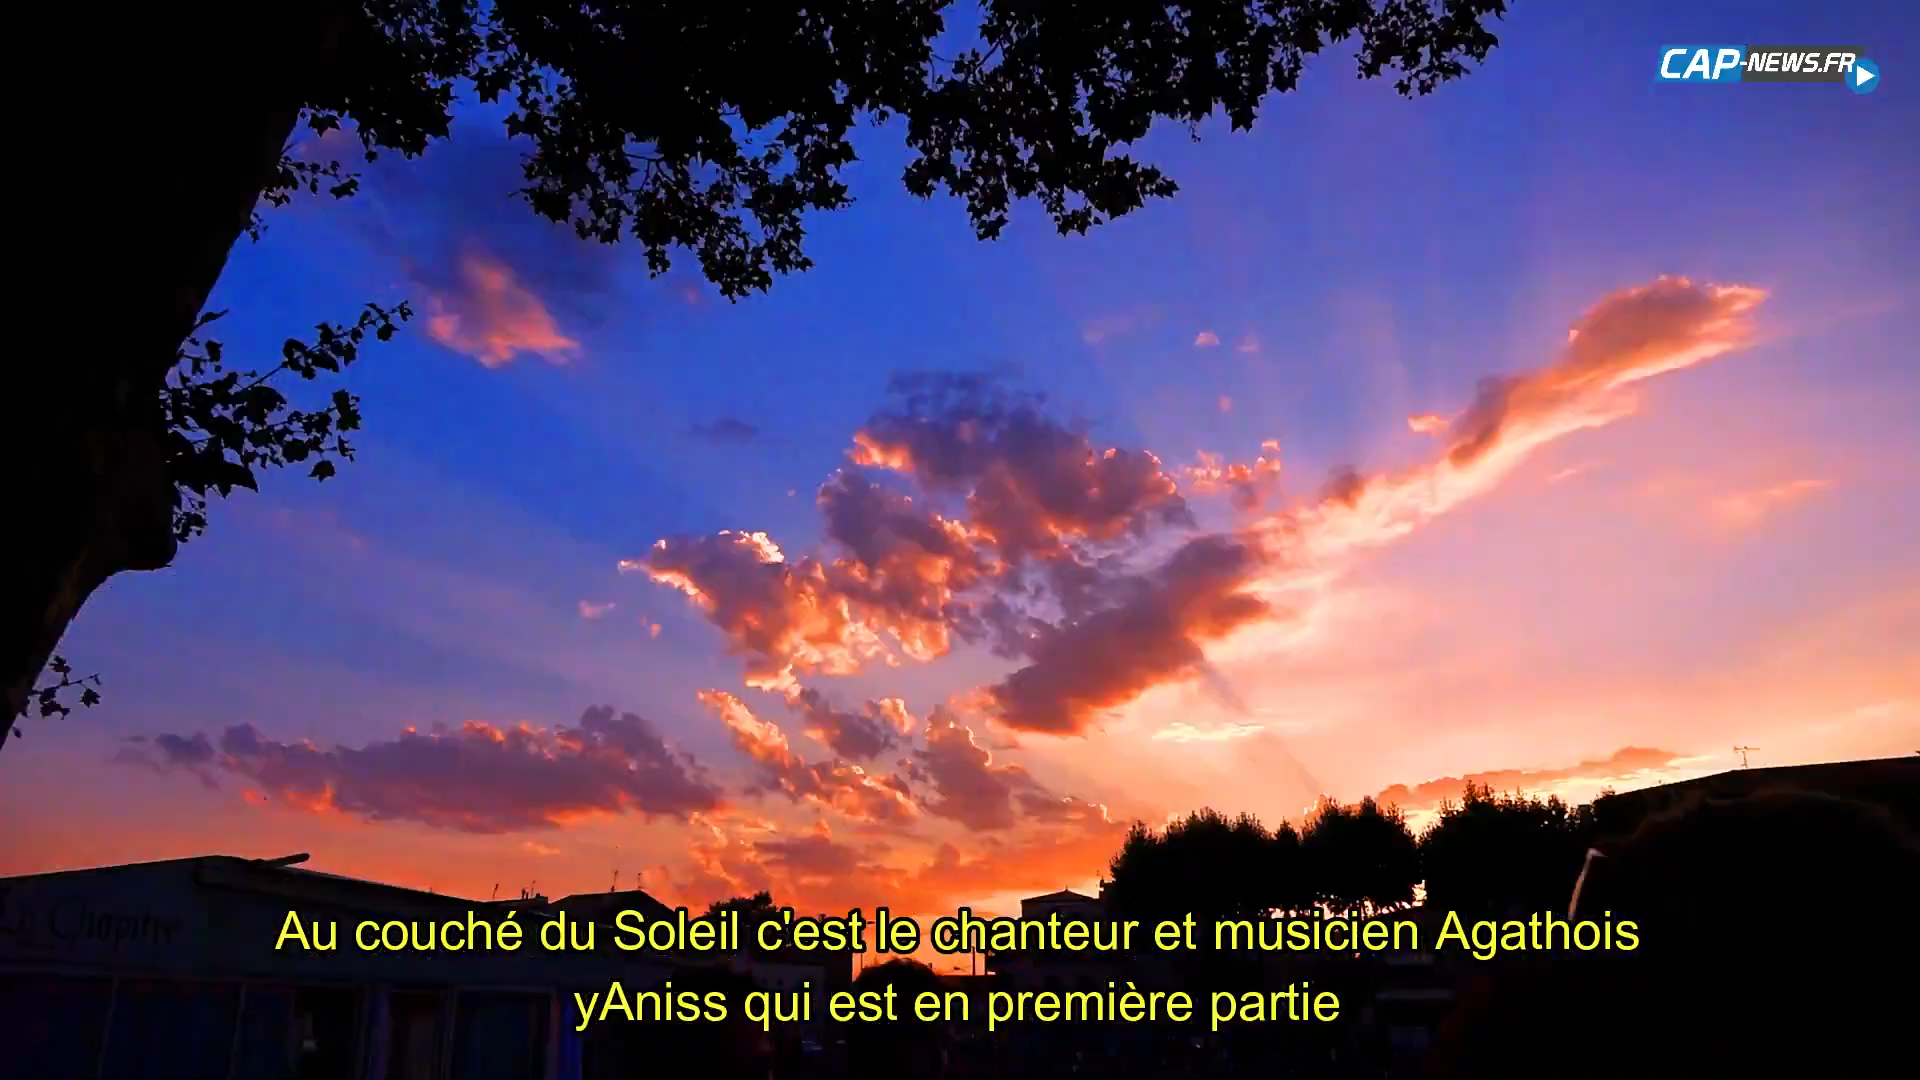 CAP-NEWS.FR
Au couché du Soleil c'est le chanteur et musicien Agathois
yAniss qui est en première partie